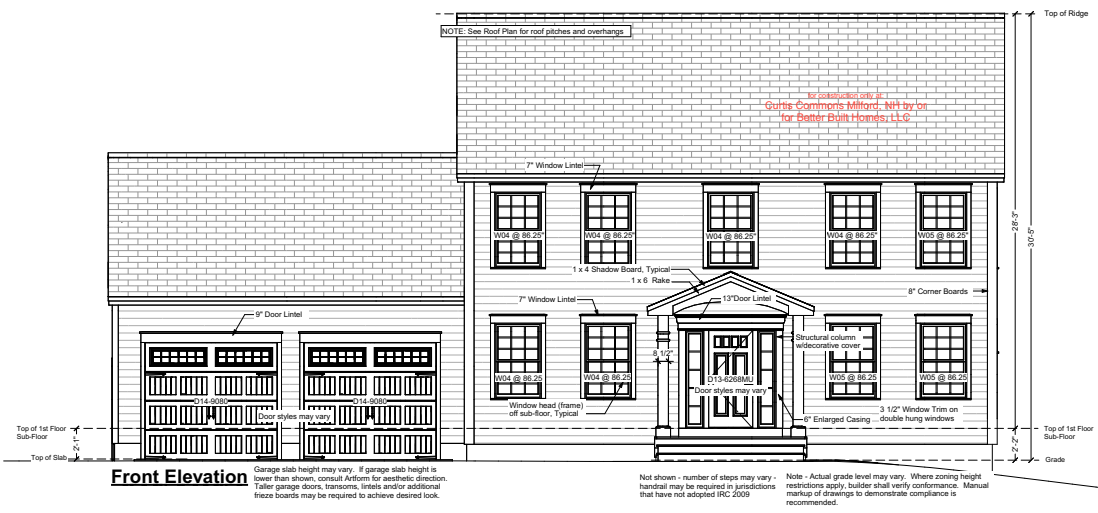 Top of Ridge
NOTE: See Roof Plan for roof pitches and overhangs
for construction only at:
Curtis Commons Milford, NH by or
for Better Built Homes, LLC
7" Window Lintel
W04 @ 86.25"
W04 @ 86.25"
W04 @ 86.25"
W04 @ 86.25"
W05 @ 86.25"
28'-3"
30'-5"
1 x 4 Shadow Board, Typical
1 x 6 Rake
8" Corner Boards
7" Window Lintel
13"Door Lintel
9" Door Lintel
Structural column
w/decorative cover
8 1/2"
W04 @ 86.25
W04 @ 86.25
D13-6268MU
W05 @ 86.25
W05 @ 86.25
Door styles may vary
D14-9080
D14-9080
Door styles may vary
Window head (frame)
off sub-floor, Typical
6" Enlarged Casing
3 1/2" Window Trim on
double hung windows
Top of 1st Floor
Sub-Floor
2'-1"
Top of Slab
Top of 1st Floor
Sub-Floor
2'-2"
Grade
Front Elevation
Garage slab height may vary. If garage slab height is
lower than shown, consult Artform for aesthetic direction.
Taller garage doors, transoms, lintels and/or additional
frieze boards may be required to achieve desired look.
Not shown - number of steps may vary -
handrail may be required in jurisdictions
that have not adopted IRC 2009
Note - Actual grade level may vary. Where zoning height
restrictions apply, builder shall verify conformance. Manual
markup of drawings to demonstrate compliance is
recommended.